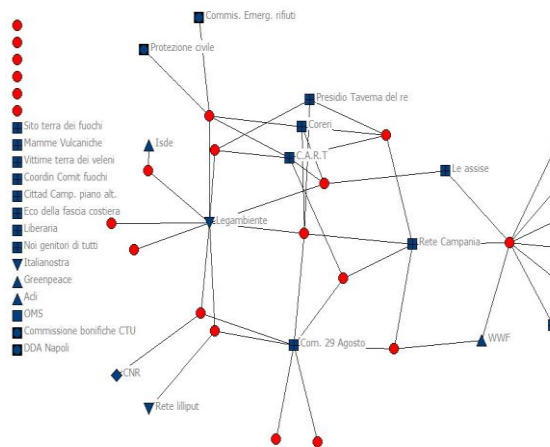 Commis. Emerg. rifiuti
Protezione civile
Presidio Taverna del re
Coreri
Sito terra dei fuochi
Mamme Vulcaniche
Isde
Vittime terra dei veleni
C.A.R.T
Coordin Comit fuochi
Le assise
Cittad Camp. piano alt.
Eco della fascia costiera
Legambiente
Liberaria
Noi genitori di tutti
Rete Campania
Italianostra
Greenpeace
Acli
OMS
Commissione bonifiche CTU
Com. 29 Agosto
WWF
DDA Napoli
CNR
Rete lilliput